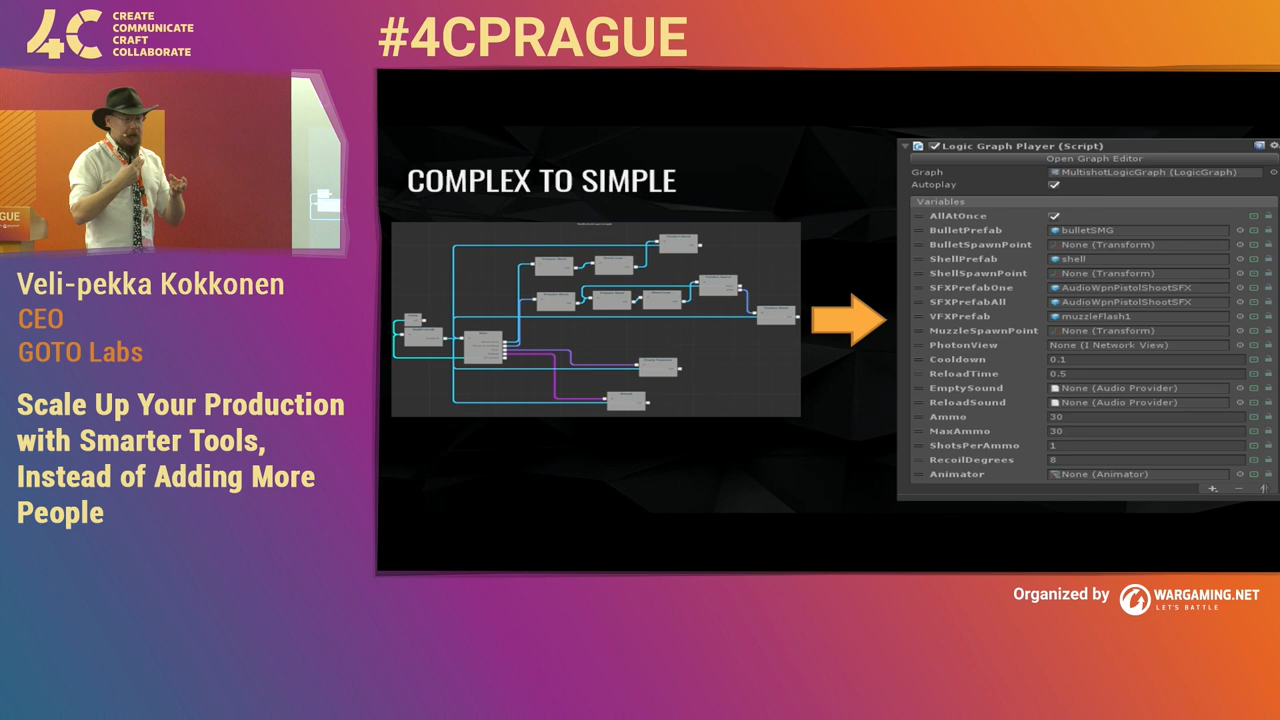 4C
CREATE
COMMUNICATE
CRAFT
COLLABORATE
#4CPRAGUE
GUE
Veli-pekka Kokkonen
CEO
GOTO Labs
Scale Up Your Production
with Smarter Tools,
Instead of Adding More
People
COMPLEX TO SIMPLE
Logic Graph Player (Script)
Open Graph Editor
Graph MultishotLogicGraph (LogicGraph)
Autoplay
Variables
AllAtOnce
BulletPrefab bulletSMG
BulletSpawnPoint None (Transform)
ShellPrefab shell
ShellSpawnPoint None (Transform)
SFXPrefabOne AudioWpnPistolShootSFX
SFXPrefabAll AudioWpnPistolShootSFX
VFXPrefab muzzleFlash1
MuzzleSpawnPoint None (Transform)
PhotonView None (I Network View)
Cooldown 0.1
ReloadTime 0.5
EmptySound None (Audio Provider)
ReloadSound None (Audio Provider)
Ammo 30
MaxAmmo 30
ShotsPerAmmo 1
RecoilDegrees 8
Animator None (Animator)
Organized by WARGAMING.NET
LET'S BATTLE